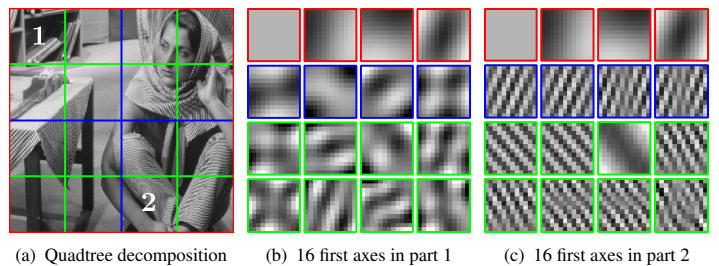 1
2
(a) Quadtree decomposition
(b) 16 first axes in part 1
(c) 16 first axes in part 2